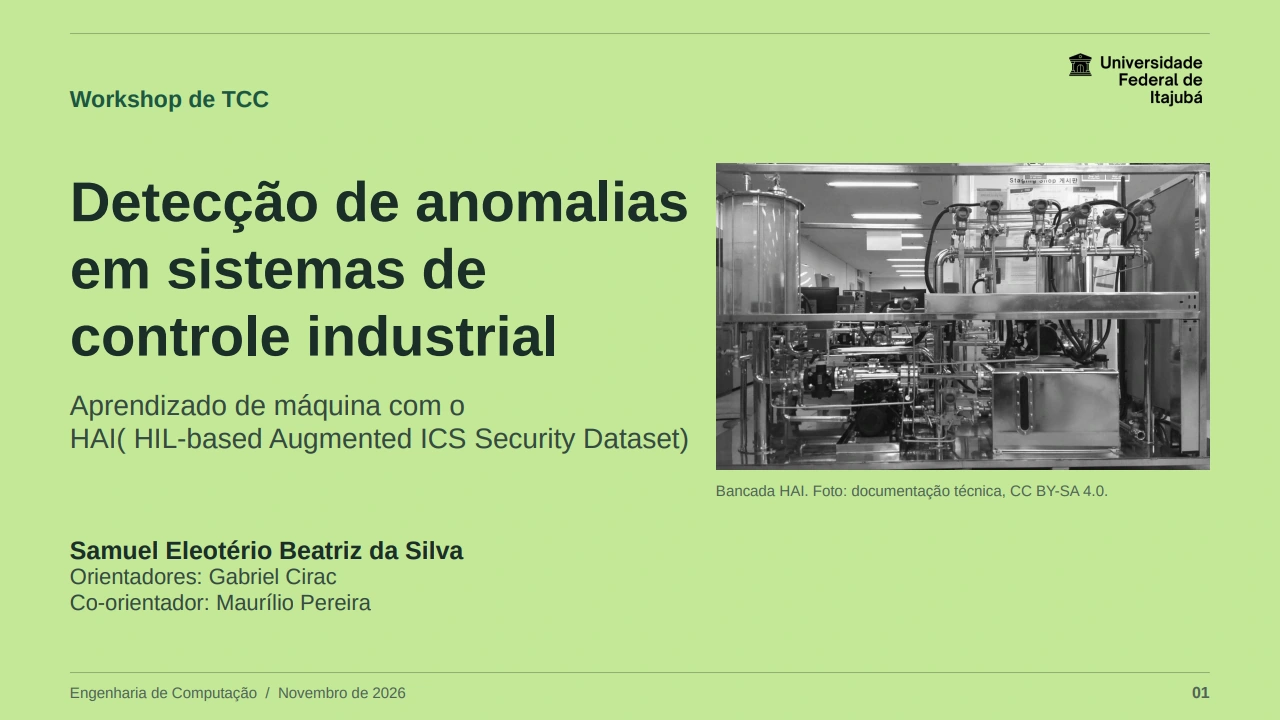 Universidade
Federal de
Itajubá
Workshop de TCC
Detecção de anomalias
em sistemas de
controle industrial
Aprendizado de máquina com o
HAI( HIL-based Augmented ICS Security Dataset)
Bancada HAI. Foto: documentação técnica, CC BY-SA 4.0.
Samuel Eleotério Beatriz da Silva
Orientadores: Gabriel Cirac
Co-orientador: Maurílio Pereira
Engenharia de Computação / Novembro de 2026
01